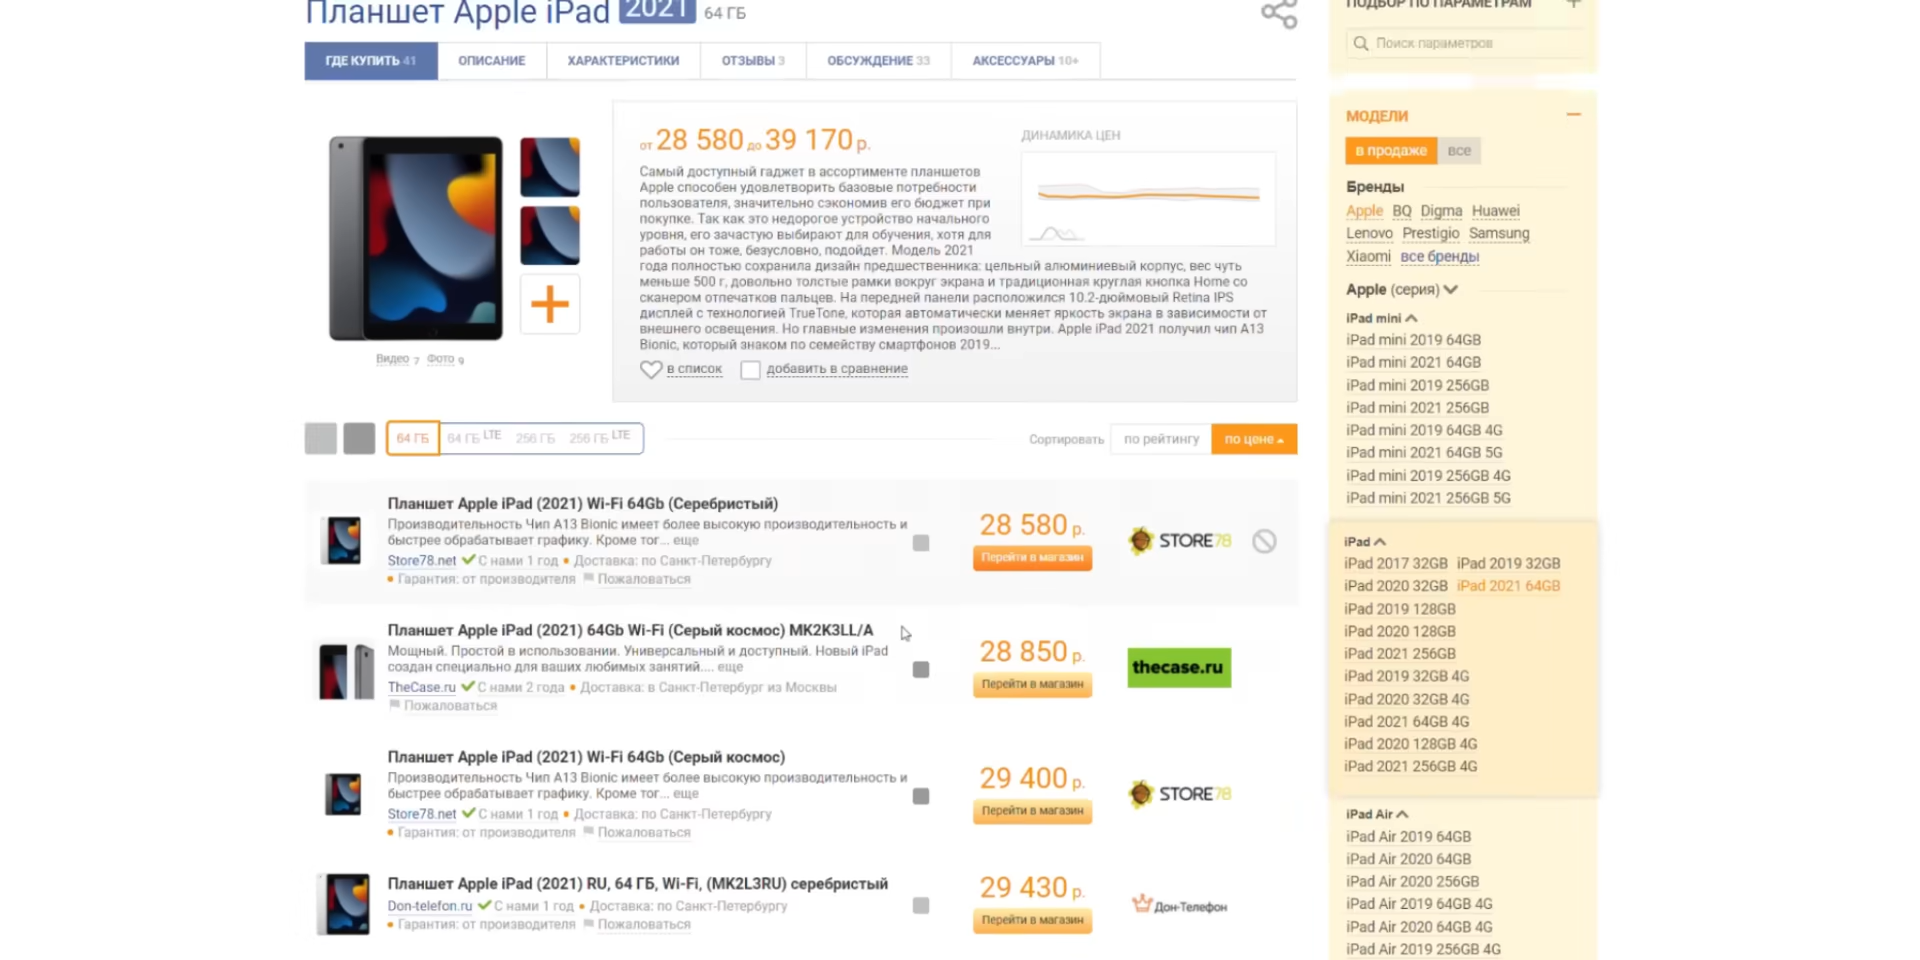 Планшет Apple iPad 2021 64 ГБ
ГДЕ КУПИТЬ 41 ОПИСАНИЕ ХАРАКТЕРИСТИКИ ОТЗЫВЫ 3 ОБСУЖДЕНИЕ 33 АКСЕССУАРЫ 10+
от 28 580 до 39 170 р.
ДИНАМИКА ЦЕН
Самый доступный гаджет в ассортименте планшетов
Apple способен удовлетворить базовые потребности
пользователя, значительно сэкономив его бюджет при
покупке. Так как это недорогое устройство начального
уровня, его зачастую выбирают для обучения, хотя для
работы он тоже, безусловно, подойдет. Модель 2021
года полностью сохранила дизайн предшественника: цельный алюминиевый корпус, вес чуть
меньше 500 г, довольно толстые рамки вокруг экрана и традиционная круглая кнопка Home со
сканером отпечатков пальцев. На передней панели расположился 10.2-дюймовый Retina IPS
дисплей с технологией TrueTone, которая автоматически меняет яркость экрана в зависимости от
внешнего освещения. Но главные изменения произошли внутри. Apple iPad 2021 получил чип A13
Bionic, который знаком по семейству смартфонов 2019...
Видео 7 Фото 9
в список добавить в сравнение
64 ГБ 64 ГБ LTE 256 ГБ 256 ГБ LTE
Сортировать по рейтингу по цене
Планшет Apple iPad (2021) Wi-Fi 64Gb (Серебристый)
Производительность Чип A13 Bionic имеет более высокую производительность и
быстрее обрабатывает графику. Кроме тог... еще
Store78.net С нами 1 год • Доставка: по Санкт-Петербургу
• Гарантия: от производителя Пожаловаться
28 580 р.
Перейти в магазин
STORE78
Планшет Apple iPad (2021) 64Gb Wi-Fi (Серый космос) MK2K3LL/A
Мощный. Простой в использовании. Универсальный и доступный. Новый iPad
создан специально для ваших любимых занятий.... еще
TheCase.ru С нами 2 года • Доставка: в Санкт-Петербург из Москвы
Пожаловаться
28 850 р.
Перейти в магазин
thecase.ru
Планшет Apple iPad (2021) Wi-Fi 64Gb (Серый космос)
Производительность Чип A13 Bionic имеет более высокую производительность и
быстрее обрабатывает графику. Кроме тог... еще
Store78.net С нами 1 год • Доставка: по Санкт-Петербургу
• Гарантия: от производителя Пожаловаться
29 400 р.
Перейти в магазин
STORE78
Планшет Apple iPad (2021) RU, 64 ГБ, Wi-Fi, (MK2L3RU) серебристый
Don-telefon.ru С нами 1 год • Доставка: по Санкт-Петербургу
• Гарантия: от производителя Пожаловаться
29 430 р.
Перейти в магазин
Дон-Телефон
ПОДБОР ПО ПАРАМЕТРАМ
Поиск параметров
МОДЕЛИ
в продаже все
Бренды
Apple BQ Digma Huawei
Lenovo Prestigio Samsung
Xiaomi все бренды
Apple (серия)
iPad mini
iPad mini 2019 64GB
iPad mini 2021 64GB
iPad mini 2019 256GB
iPad mini 2021 256GB
iPad mini 2019 64GB 4G
iPad mini 2021 64GB 5G
iPad mini 2019 256GB 4G
iPad mini 2021 256GB 5G
iPad
iPad 2017 32GB iPad 2019 32GB
iPad 2020 32GB iPad 2021 64GB
iPad 2019 128GB
iPad 2020 128GB
iPad 2021 256GB
iPad 2019 32GB 4G
iPad 2020 32GB 4G
iPad 2021 64GB 4G
iPad 2020 128GB 4G
iPad 2021 256GB 4G
iPad Air
iPad Air 2019 64GB
iPad Air 2020 64GB
iPad Air 2020 256GB
iPad Air 2019 64GB 4G
iPad Air 2020 64GB 4G
iPad Air 2019 256GB 4G